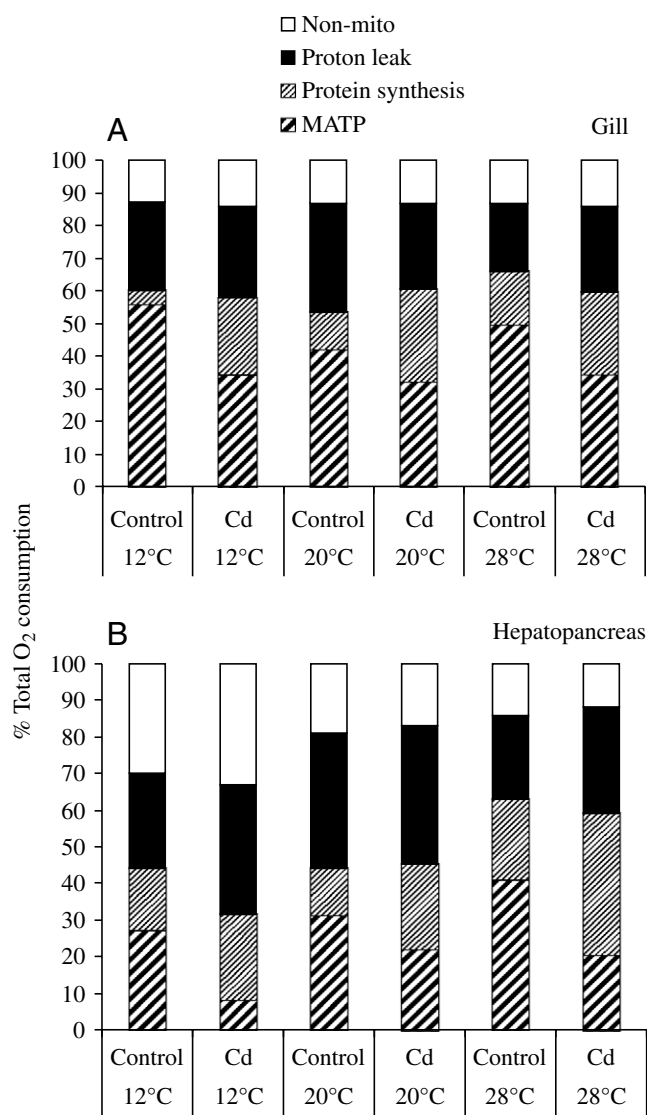 Non-mito
Proton leak
Protein synthesis
MATP
A
Gill
100
90
80
70
60
50
40
30
20
10
0
Control Cd Control Cd Control Cd
12°C 12°C 20°C 20°C 28°C 28°C
% Total O₂ consumption
B
Hepatopancreas
100
90
80
70
60
50
40
30
20
10
0
Control Cd Control Cd Control Cd
12°C 12°C 20°C 20°C 28°C 28°C